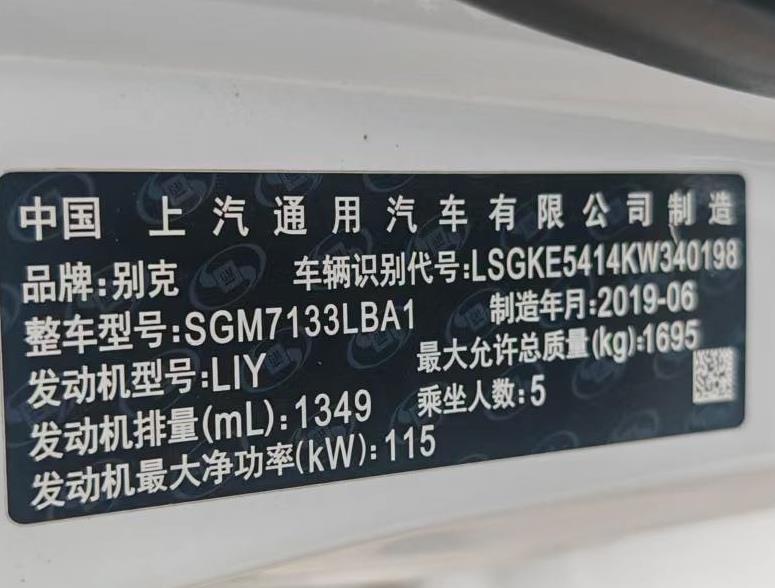 中国 上汽通用汽车有限公司制造
品牌:别克 车辆识别代号:LSGKE5414KW340198
整车型号:SGM7133LBA1 制造年月:2019-06
发动机型号:LIY 最大允许总质量(kg):1695
发动机排量(mL):1349 乘坐人数:5
发动机最大净功率(kW):115